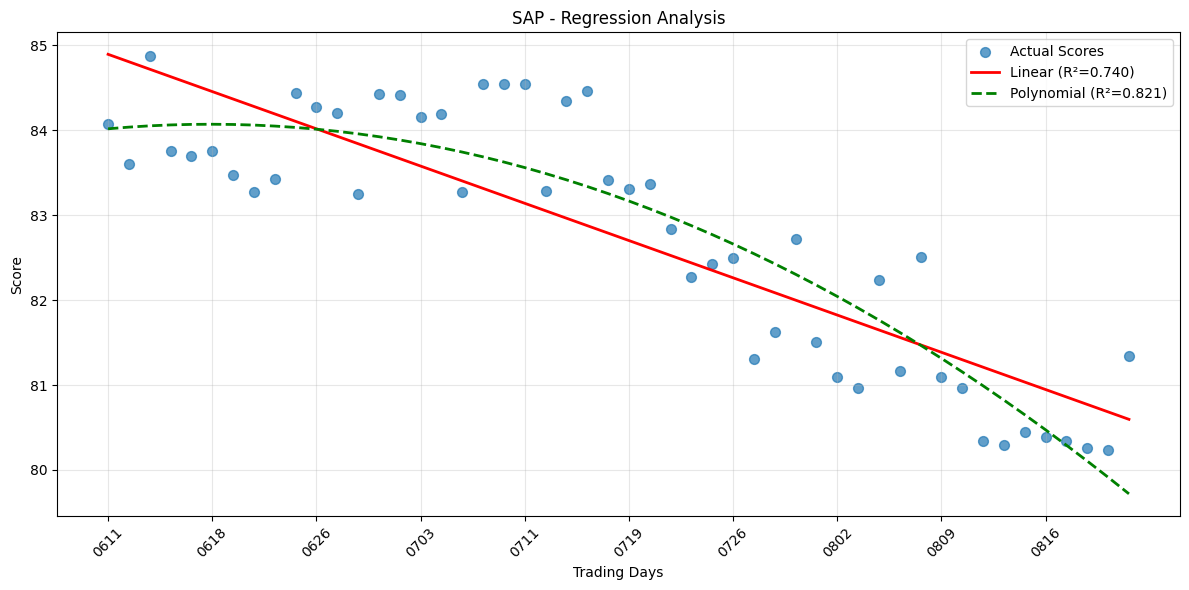 SAP - Regression Analysis
Actual Scores
Linear (R²=0.740)
Polynomial (R²=0.821)
Score
85
84
83
82
81
80
0611
0618
0626
0703
0711
0719
0726
0802
0809
0816
Trading Days